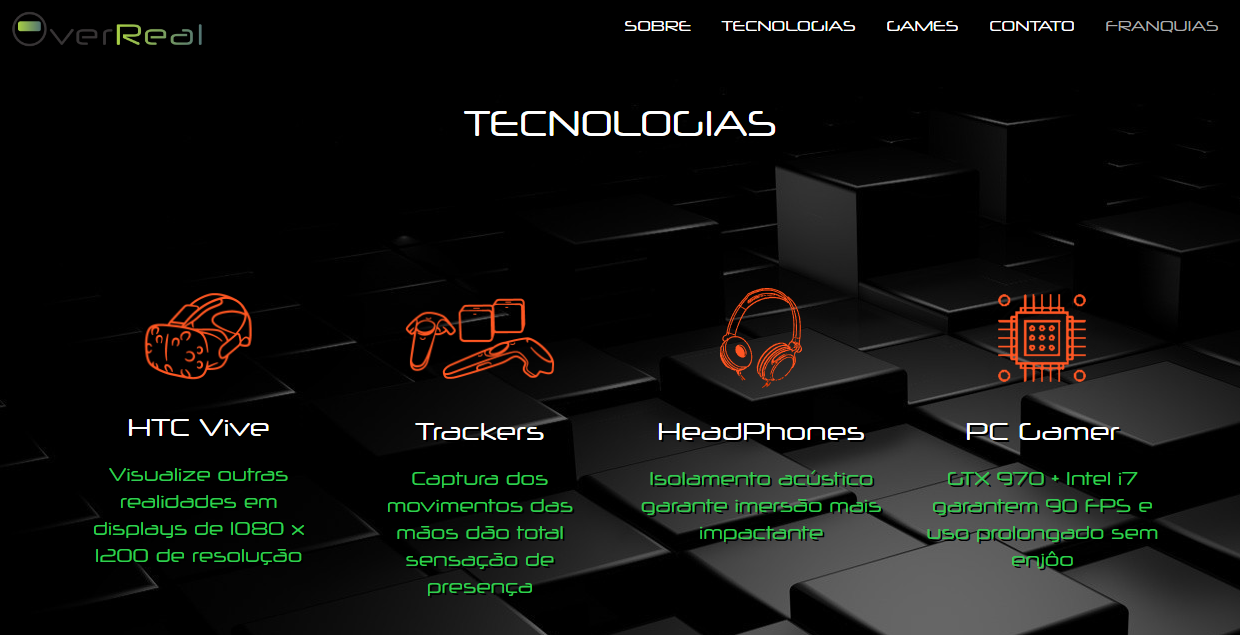 OverReal
SOBRE
TECNOLOGIAS
GAMES
CONTATO
FRANQUIAS
TECNOLOGIAS
HTC Vive
Visualize outras
realidades em
displays de 1080 x
1200 de resolução
Trackers
Captura dos
movimentos das
mãos dão total
sensação de
presença
HeadPhones
Isolamento acústico
garante imersão mais
impactante
PC Gamer
GTX 970 + Intel i7
garantem 90 FPS e
uso prolongado sem
enjôo